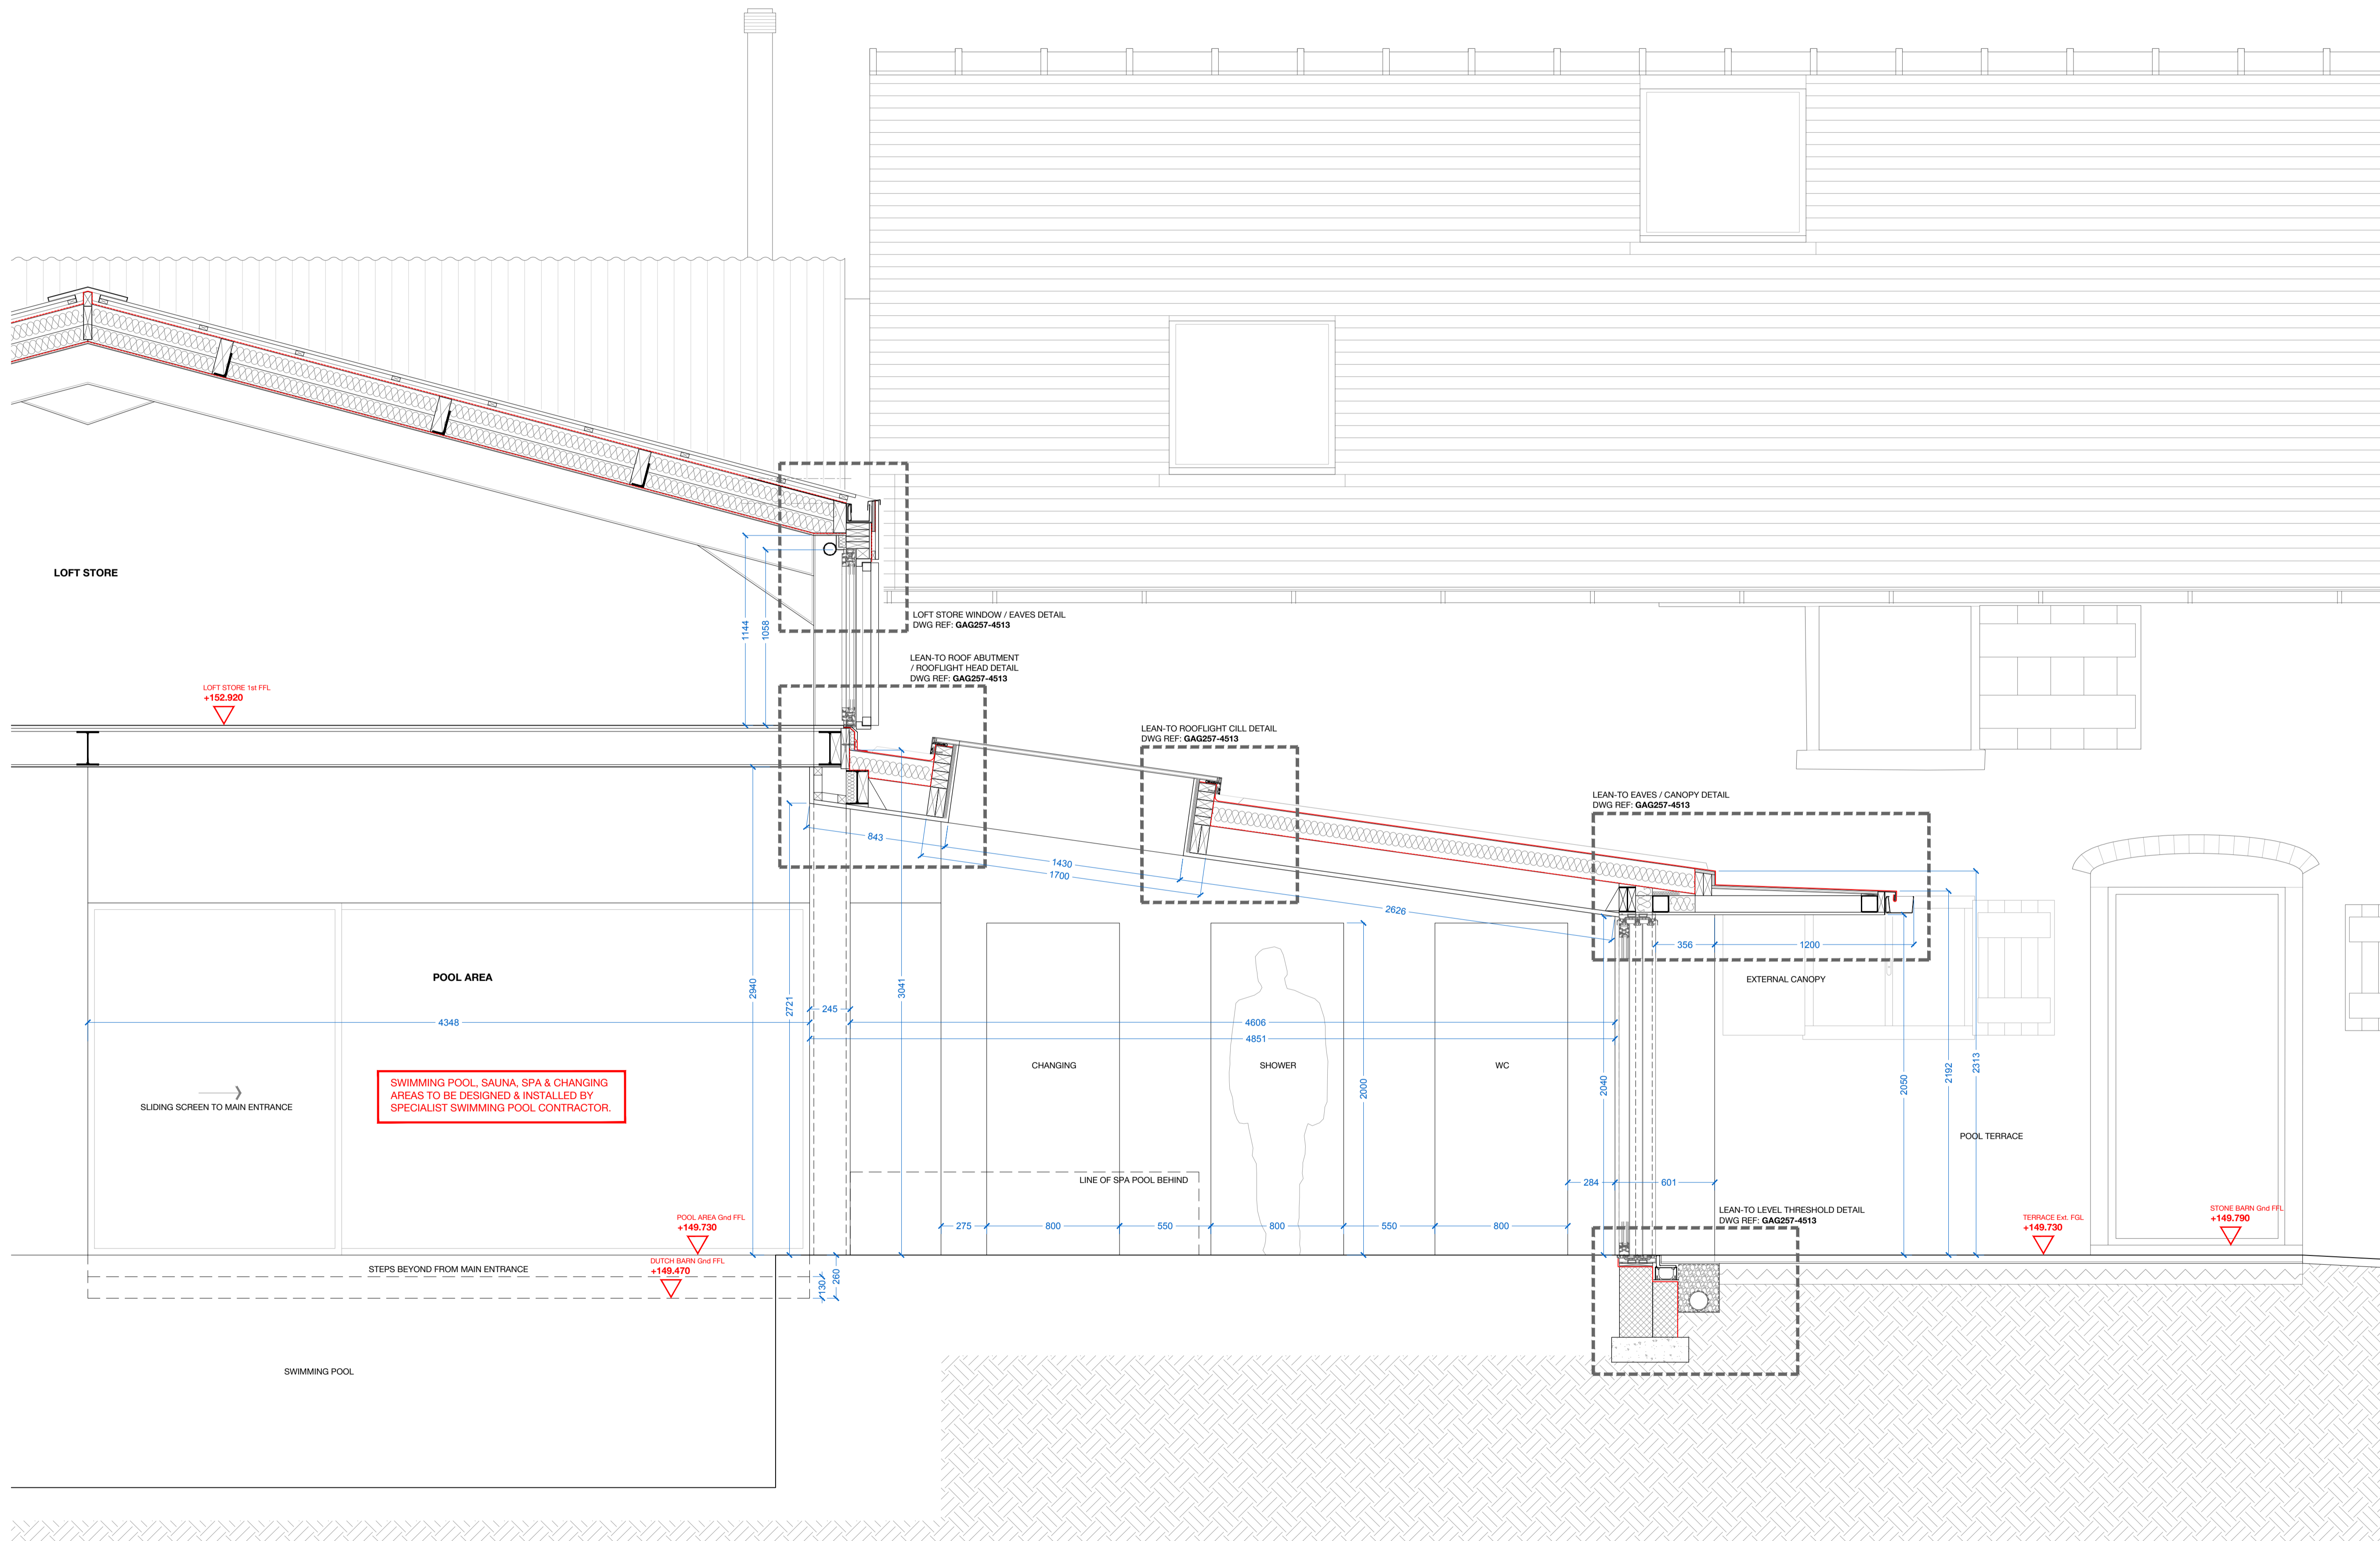 LOFT STORE
1144
1058
LOFT STORE WINDOW / EAVES DETAIL
DWG REF: GAG257-4513
LEAN-TO ROOF ABUTMENT
/ ROOFLIGHT HEAD DETAIL
DWG REF: GAG257-4513
LOFT STORE 1st FFL
+152.920
LEAN-TO ROOFLIGHT CILL DETAIL
DWG REF: GAG257-4513
LEAN-TO EAVES / CANOPY DETAIL
DWG REF: GAG257-4513
843
1430
1700
2626
356
1200
EXTERNAL CANOPY
POOL AREA
2940
2721
245
3041
4348
4606
4851
CHANGING
SHOWER
WC
2000
2040
2050
2192
2313
SWIMMING POOL, SAUNA, SPA & CHANGING
AREAS TO BE DESIGNED & INSTALLED BY
SPECIALIST SWIMMING POOL CONTRACTOR.
SLIDING SCREEN TO MAIN ENTRANCE
POOL TERRACE
LINE OF SPA POOL BEHIND
284
601
275
800
550
800
550
800
LEAN-TO LEVEL THRESHOLD DETAIL
DWG REF: GAG257-4513
POOL AREA Gnd FFL
+149.730
TERRACE Ext. FGL
+149.730
STONE BARN Gnd FFL
+149.790
DUTCH BARN Gnd FFL
+149.470
STEPS BEYOND FROM MAIN ENTRANCE
130
260
SWIMMING POOL